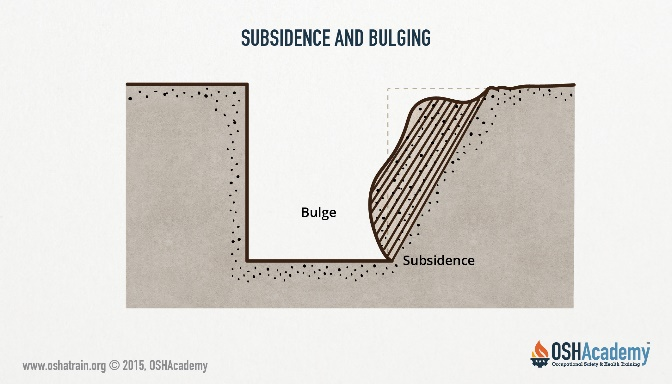 SUBSIDENCE AND BULGING
Bulge
Subsidence
www.oshatrain.org © 2015, OSHAcademy
OSHAcademy
Occupational Safety & Health Training